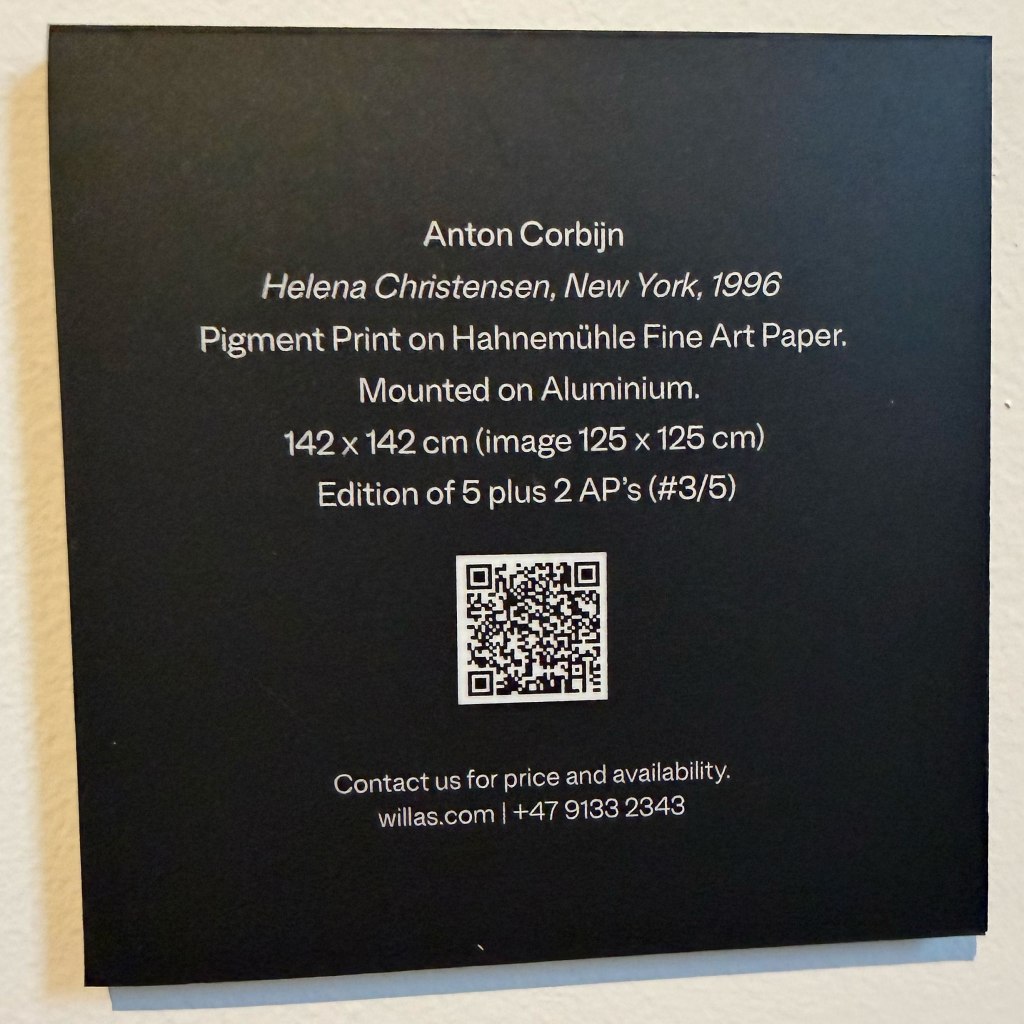 Anton Corbijn
Helena Christensen, New York, 1996
Pigment Print on Hahnemühle Fine Art Paper.
Mounted on Aluminium.
142 x 142 cm (image 125 x 125 cm)
Edition of 5 plus 2 AP’s (#3/5)
Contact us for price and availability.
willas.com | +47 9133 2343